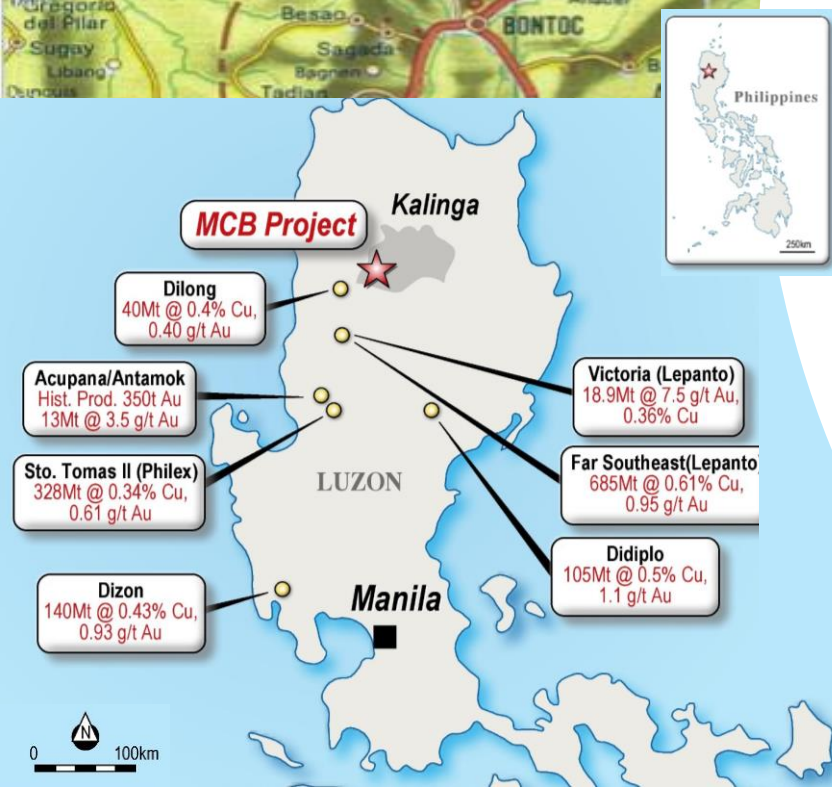 Gregorio
del Pilar
Sugay
Libang
Besao
Sagada
Bagnen
Tadian
BONTOC
Philippines
250km
Kalinga
MCB Project
Dilong
40Mt @ 0.4% Cu,
0.40 g/t Au
Acupana/Antamok
Hist. Prod. 350t Au
13Mt @ 3.5 g/t Au
Victoria (Lepanto)
18.9Mt @ 7.5 g/t Au,
0.36% Cu
Sto. Tomas II (Philex)
328Mt @ 0.34% Cu,
0.61 g/t Au
LUZON
Far Southeast(Lepanto)
685Mt @ 0.61% Cu,
0.95 g/t Au
Didiplo
105Mt @ 0.5% Cu,
1.1 g/t Au
Dizon
140Mt @ 0.43% Cu,
0.93 g/t Au
Manila
N
0 100km